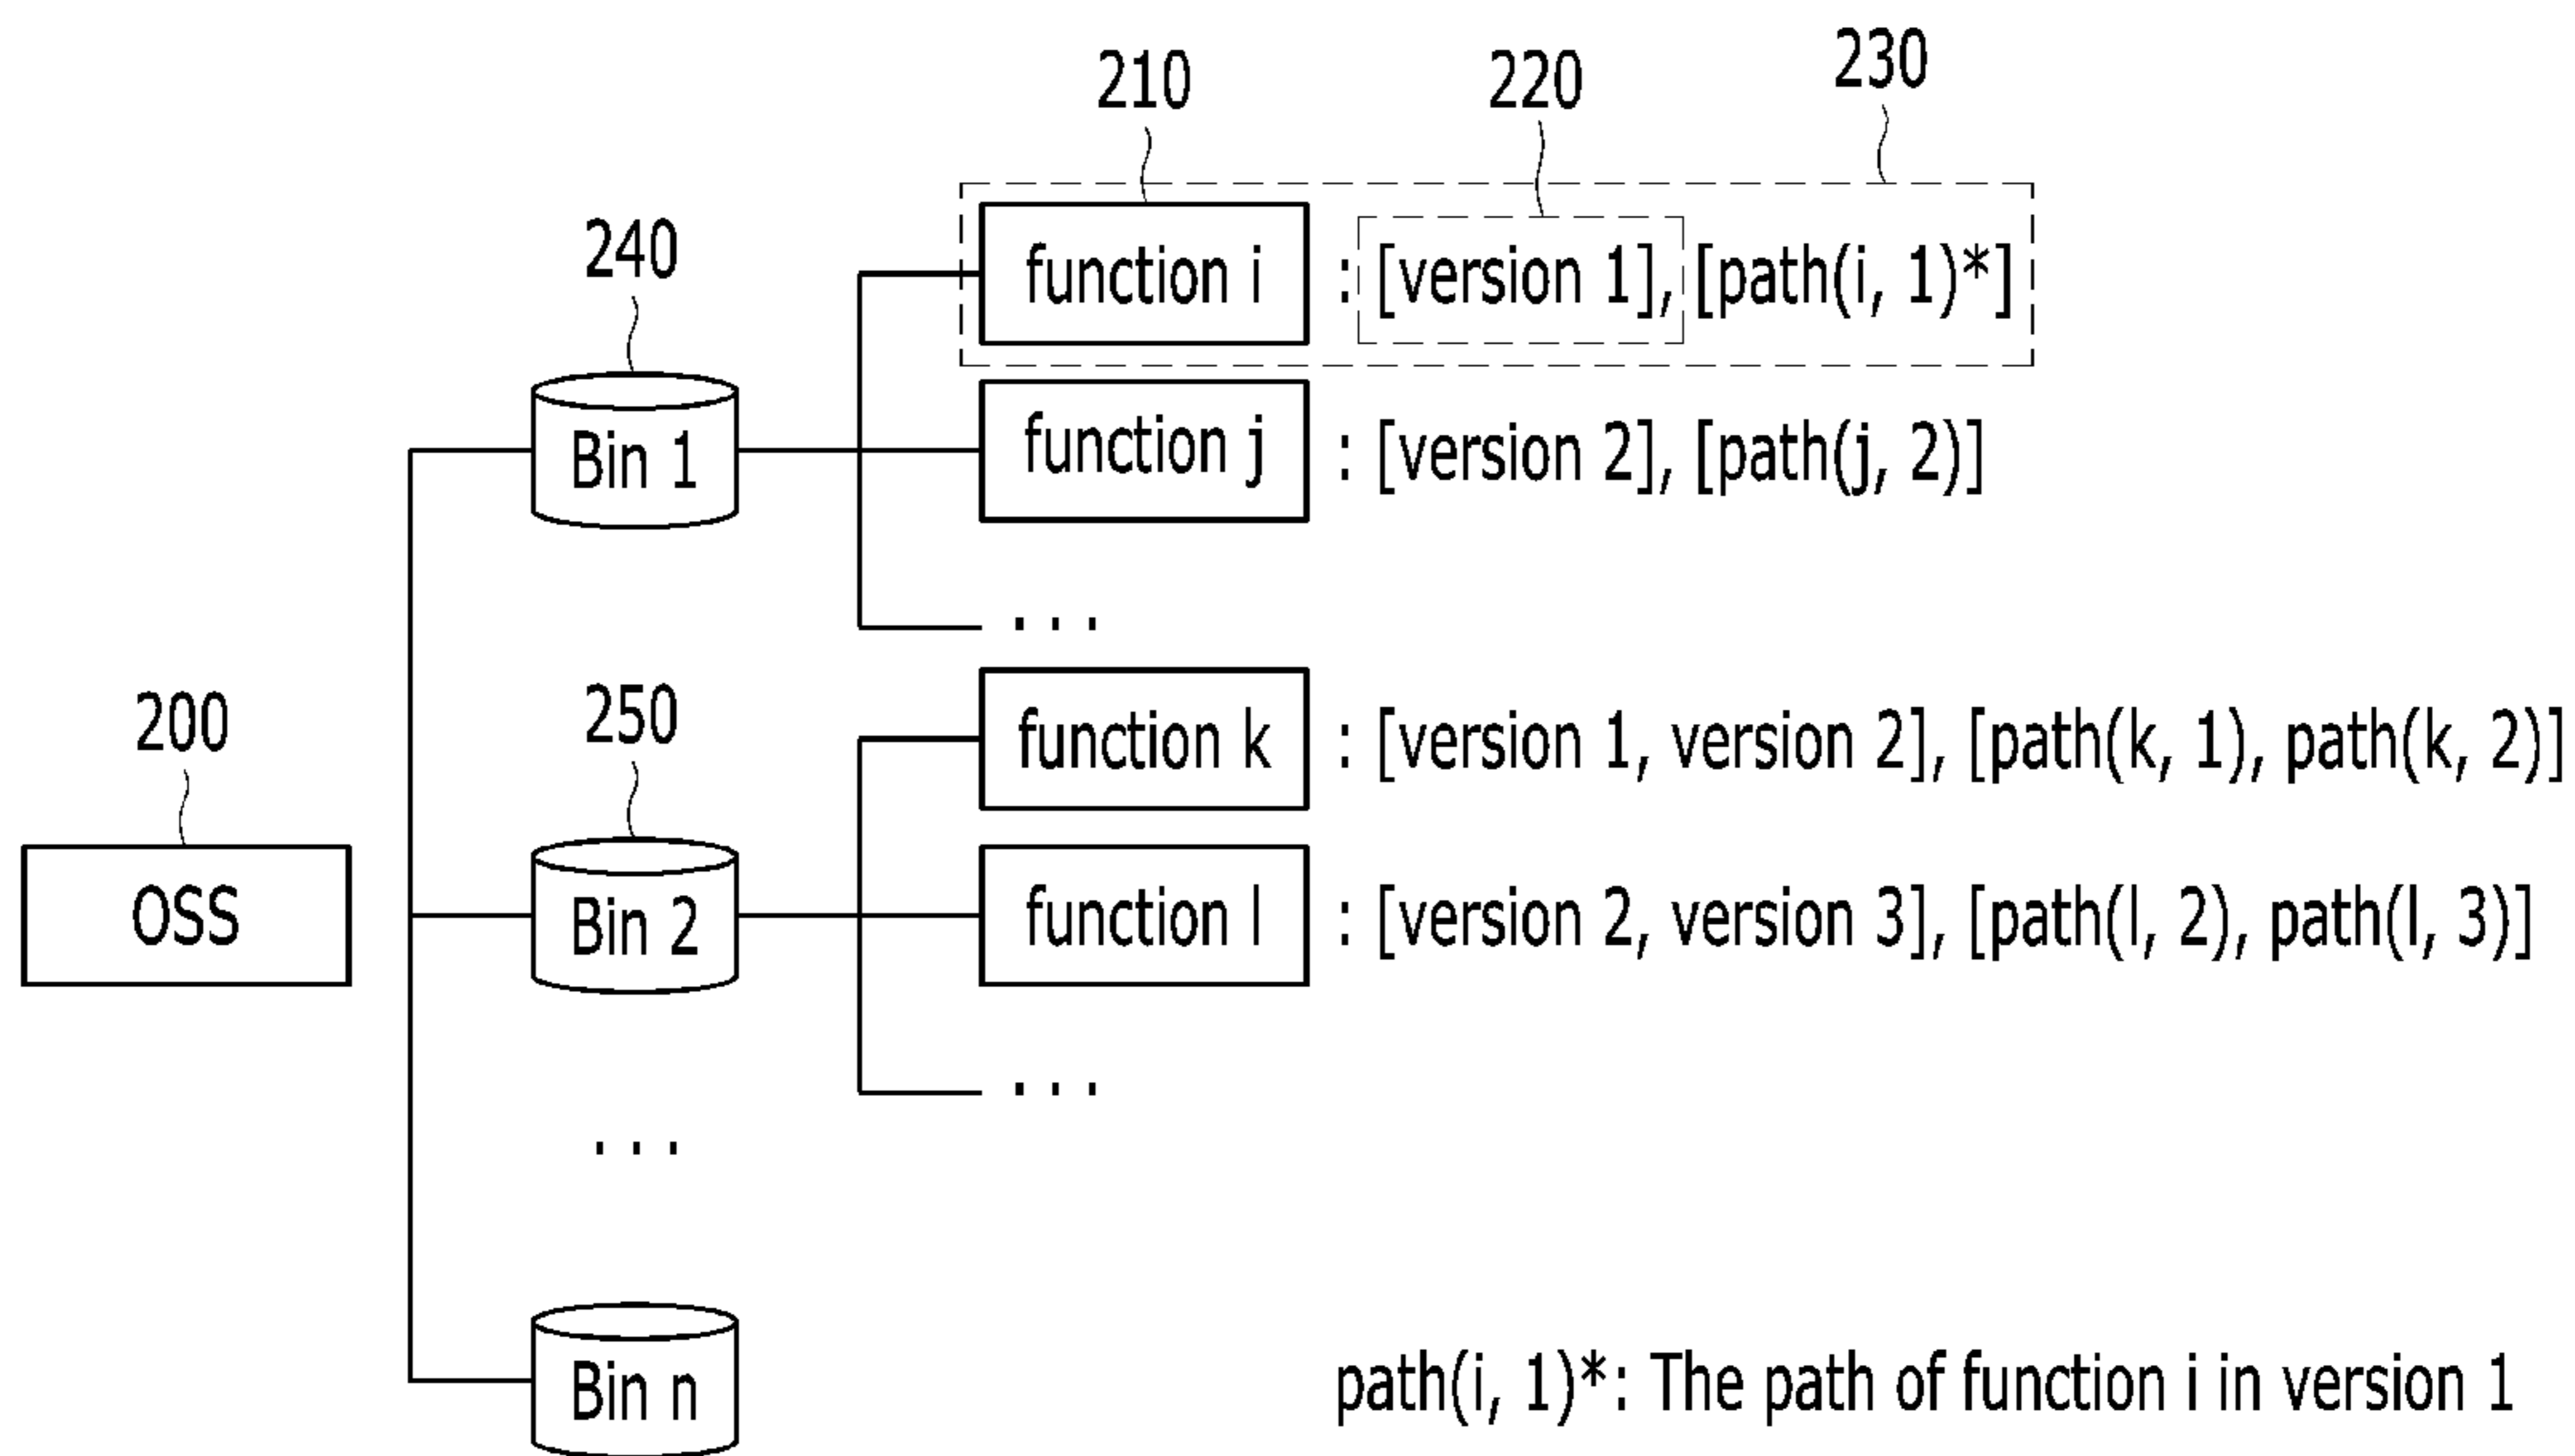 230
210
220
function i : [version 1], [path(i, 1)*]
240
function j : [version 2], [path(j, 2)]
Bin 1
. . .
250
200
function k : [version 1, version 2], [path(k, 1), path(k, 2)]
OSS
Bin 2
function l : [version 2, version 3], [path(l, 2), path(l, 3)]
. . .
. . .
Bin n
path(i, 1)*: The path of function i in version 1